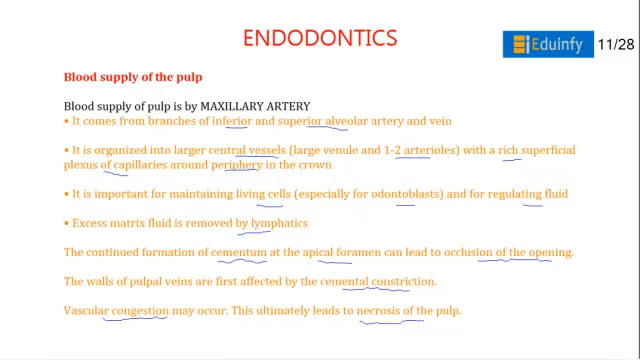 ENDODONTICS
Eduinfy
11/28
Blood supply of the pulp
Blood supply of pulp is by MAXILLARY ARTERY
• It comes from branches of inferior and superior alveolar artery and vein
• It is organized into larger central vessels (large venule and 1-2 arterioles) with a rich superficial
plexus of capillaries around periphery in the crown
• It is important for maintaining living cells (especially for odontoblasts) and for regulating fluid
• Excess matrix fluid is removed by lymphatics
The continued formation of cementum at the apical foramen can lead to occlusion of the opening.
The walls of pulpal veins are first affected by the cemental constriction.
Vascular congestion may occur. This ultimately leads to necrosis of the pulp.